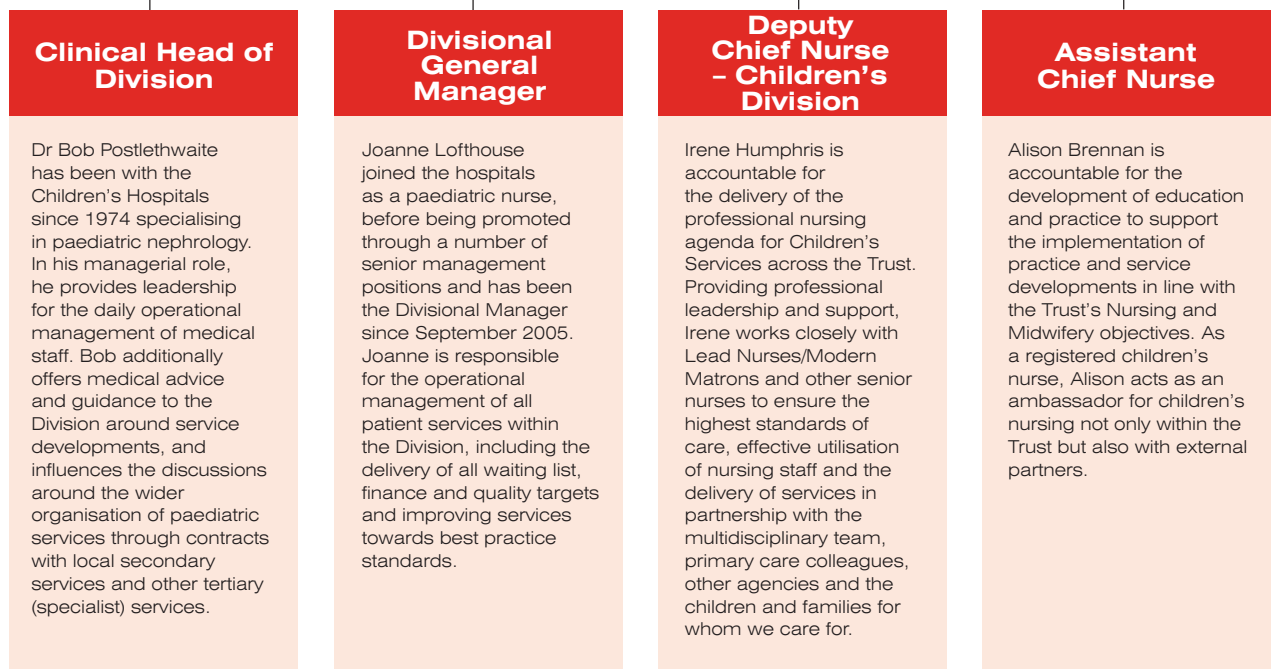 Clinical Head of
Division
Dr Bob Postlethwaite
has been with the
Children's Hospitals
since 1974 specialising
in paediatric nephrology.
In his managerial role,
he provides leadership
for the daily operational
management of medical
staff. Bob additionally
offers medical advice
and guidance to the
Division around service
developments, and
influences the discussions
around the wider
organisation of paediatric
services through contracts
with local secondary
services and other tertiary
(specialist) services.
Divisional
General
Manager
Joanne Lofthouse
joined the hospitals
as a paediatric nurse,
before being promoted
through a number of
senior management
positions and has been
the Divisional Manager
since September 2005.
Joanne is responsible
for the operational
management of all
patient services within
the Division, including the
delivery of all waiting list,
finance and quality targets
and improving services
towards best practice
standards.
Deputy
Chief Nurse
– Children's
Division
Irene Humphris is
accountable for
the delivery of the
professional nursing
agenda for Children's
Services across the Trust.
Providing professional
leadership and support,
Irene works closely with
Lead Nurses/Modern
Matrons and other senior
nurses to ensure the
highest standards of
care, effective utilisation
of nursing staff and the
delivery of services in
partnership with the
multidisciplinary team,
primary care colleagues,
other agencies and the
children and families for
whom we care for.
Assistant
Chief Nurse
Alison Brennan is
accountable for the
development of education
and practice to support
the implementation of
practice and service
developments in line with
the Trust's Nursing and
Midwifery objectives. As
a registered children's
nurse, Alison acts as an
ambassador for children's
nursing not only within the
Trust but also with external
partners.